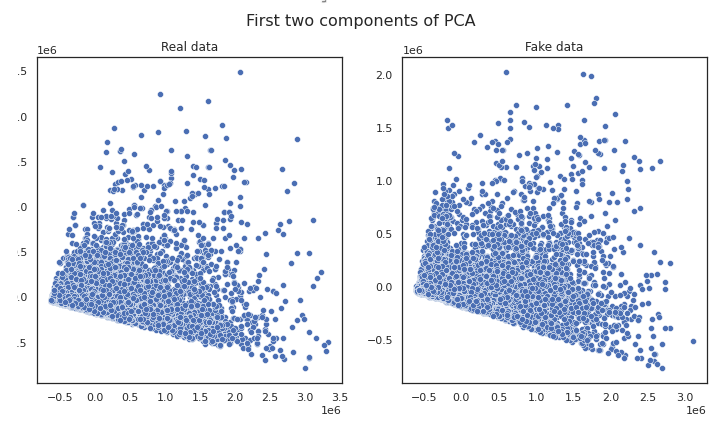 First two components of PCA
Real data
1e6
.5
.0
.5
.0
.5
.0
.5
−0.5 0.0 0.5 1.0 1.5 2.0 2.5 3.0 3.5
1e6
Fake data
1e6
2.0
1.5
1.0
0.5
0.0
−0.5
−0.5 0.0 0.5 1.0 1.5 2.0 2.5 3.0
1e6